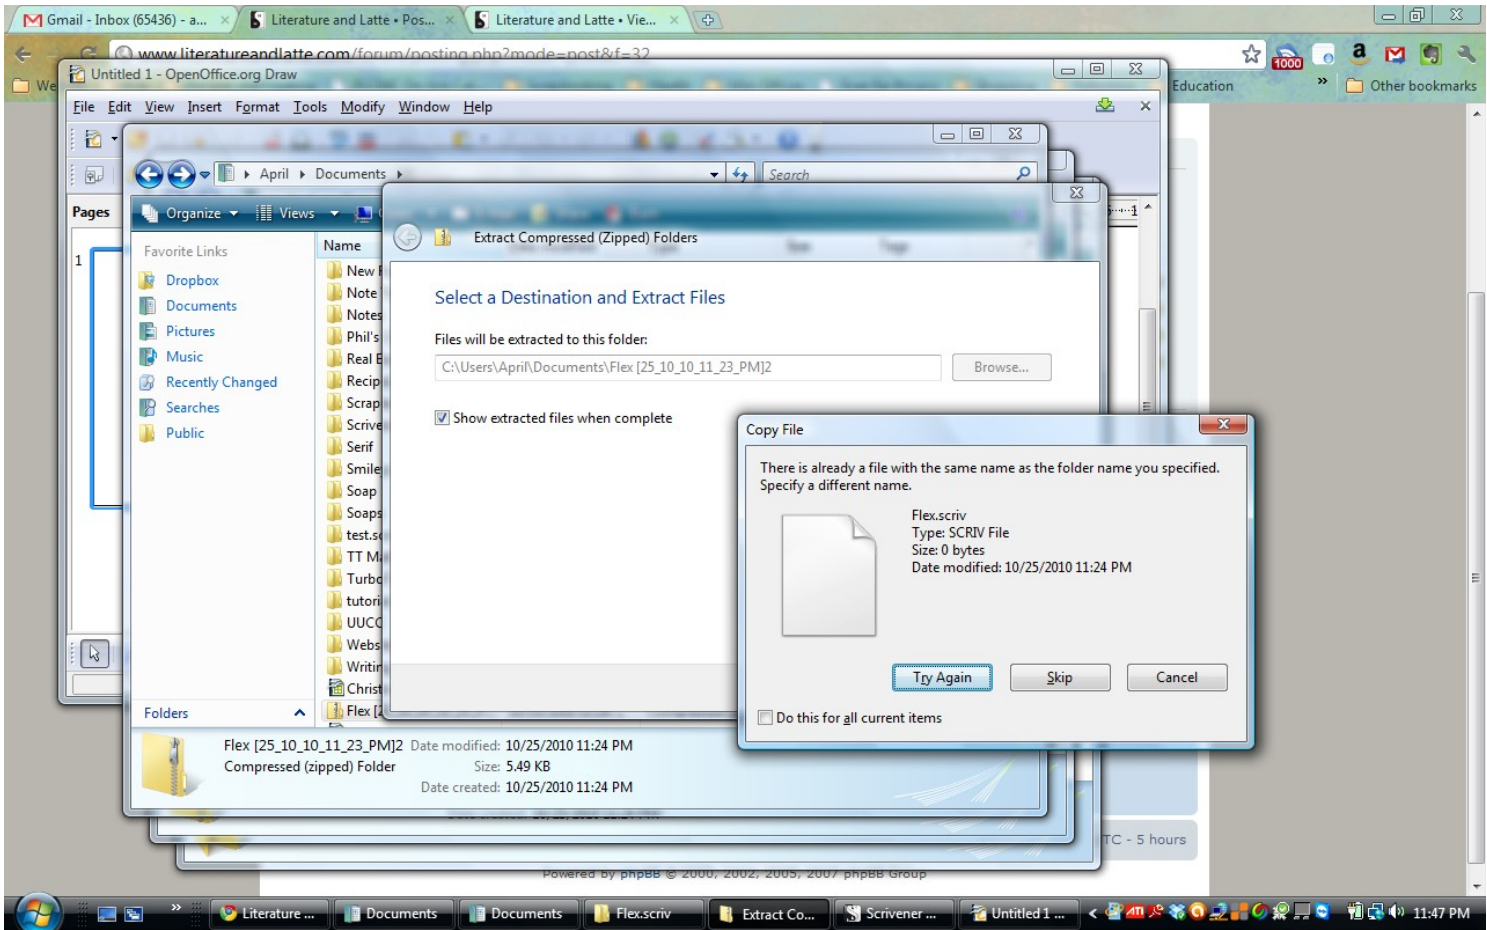 Gmail - Inbox (65436) - a...
Literature and Latte • Pos...
Literature and Latte • Vie...
www.literatureandlatte.com/forum/posting.php?mode=post&f=32
1000
a
We
Education
»
Other bookmarks
Untitled 1 - OpenOffice.org Draw
File Edit View Insert Format Tools Modify Window Help
April Documents
Search
Pages
1
Organize Views
Favorite Links
Dropbox
Documents
Pictures
Music
Recently Changed
Searches
Public
Folders
Name
New
Note
Notes
Phil's
Real E
Recip
Scrap
Scrive
Serif
Smile
Soap
Soaps
test.sc
TT Ma
Turbo
tutori
UUCC
Webs
Writin
Christ
Flex [2
Extract Compressed (Zipped) Folders
Select a Destination and Extract Files
Files will be extracted to this folder:
C:\Users\April\Documents\Flex [25_10_10_11_23_PM]2
Browse...
Show extracted files when complete
Copy File
There is already a file with the same name as the folder name you specified.
Specify a different name.
Flex.scriv
Type: SCRIV File
Size: 0 bytes
Date modified: 10/25/2010 11:24 PM
Try Again Skip Cancel
Do this for all current items
Flex [25_10_10_11_23_PM]2 Date modified: 10/25/2010 11:24 PM
Compressed (zipped) Folder Size: 5.49 KB
Date created: 10/25/2010 11:24 PM
TC - 5 hours
Powered by phpBB © 2000, 2002, 2005, 2007 phpBB Group
» Literature ... Documents Documents Flex.scriv Extract Co... Scrivener ... Untitled 1 ... < 11:47 PM